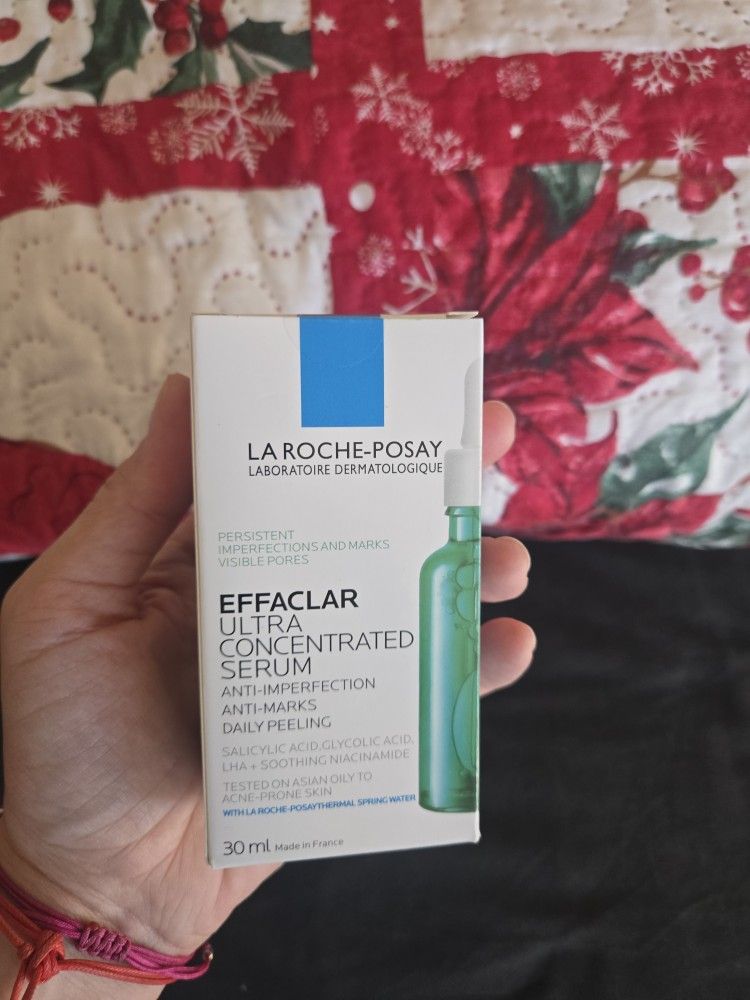 LA ROCHE-POSAY
LABORATOIRE DERMATOLOGIQUE
PERSISTENT
IMPERFECTIONS AND MARKS
VISIBLE PORES
EFFACLAR
ULTRA
CONCENTRATED
SERUM
ANTI-IMPERFECTION
ANTI-MARKS
DAILY PEELING
SALICYLIC ACID, GLYCOLIC ACID,
LHA + SOOTHING NIACINAMIDE
TESTED ON ASIAN OILY TO
ACNE-PRONE SKIN
WITH LA ROCHE-POSAY THERMAL SPRING WATER
30 ml Made in France